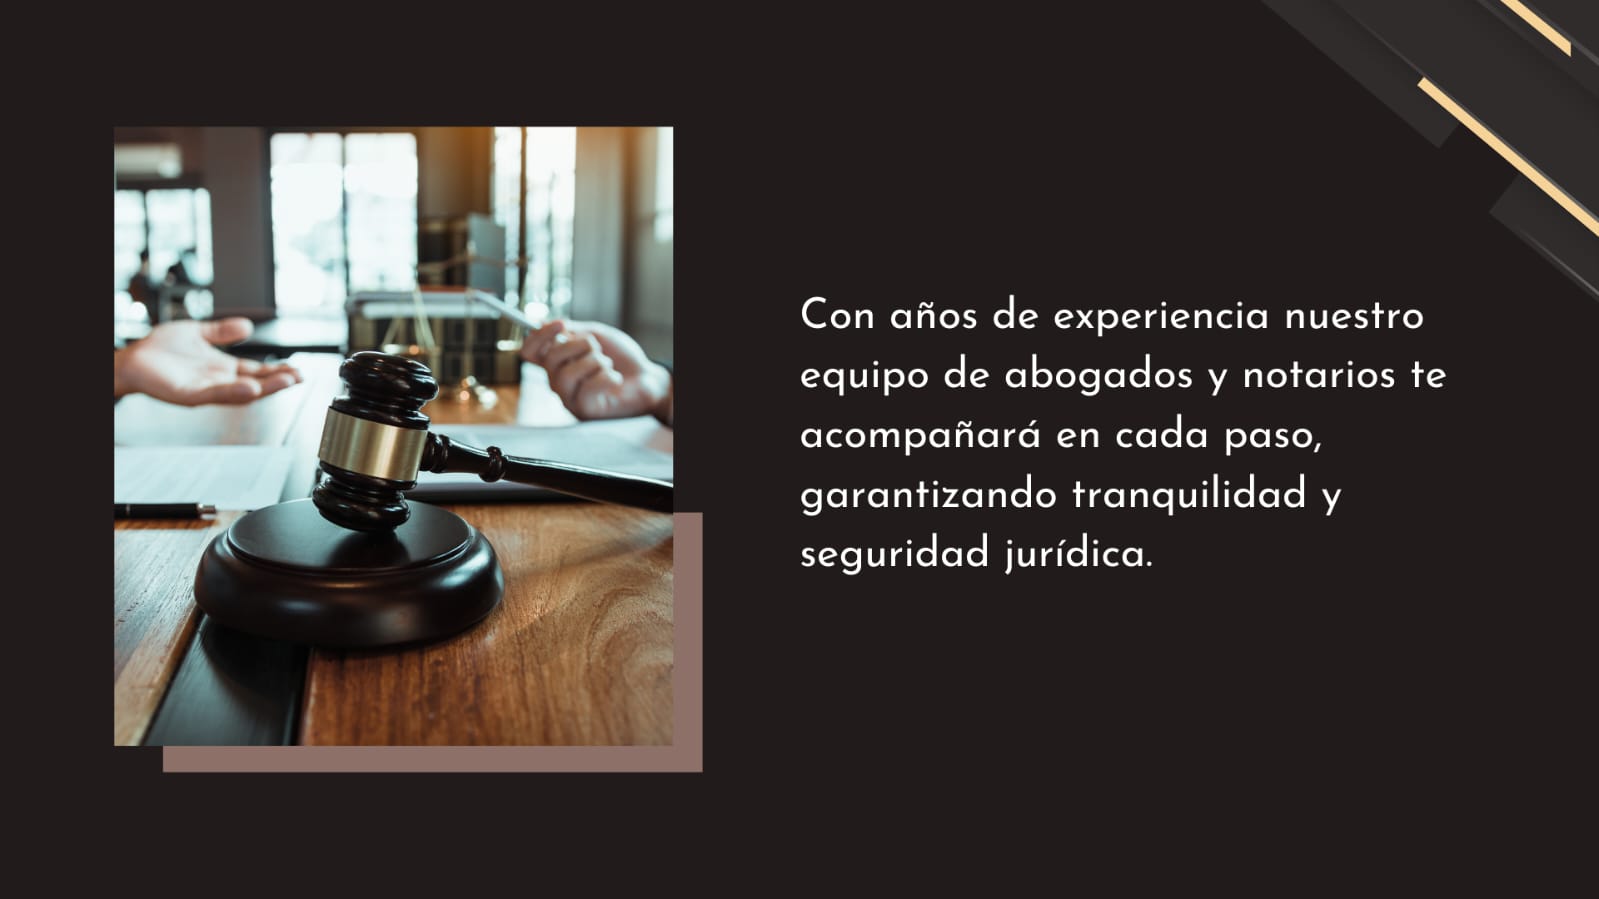 Con años de experiencia nuestro
equipo de abogados y notarios te
acompañará en cada paso,
garantizando tranquilidad y
seguridad jurídica.